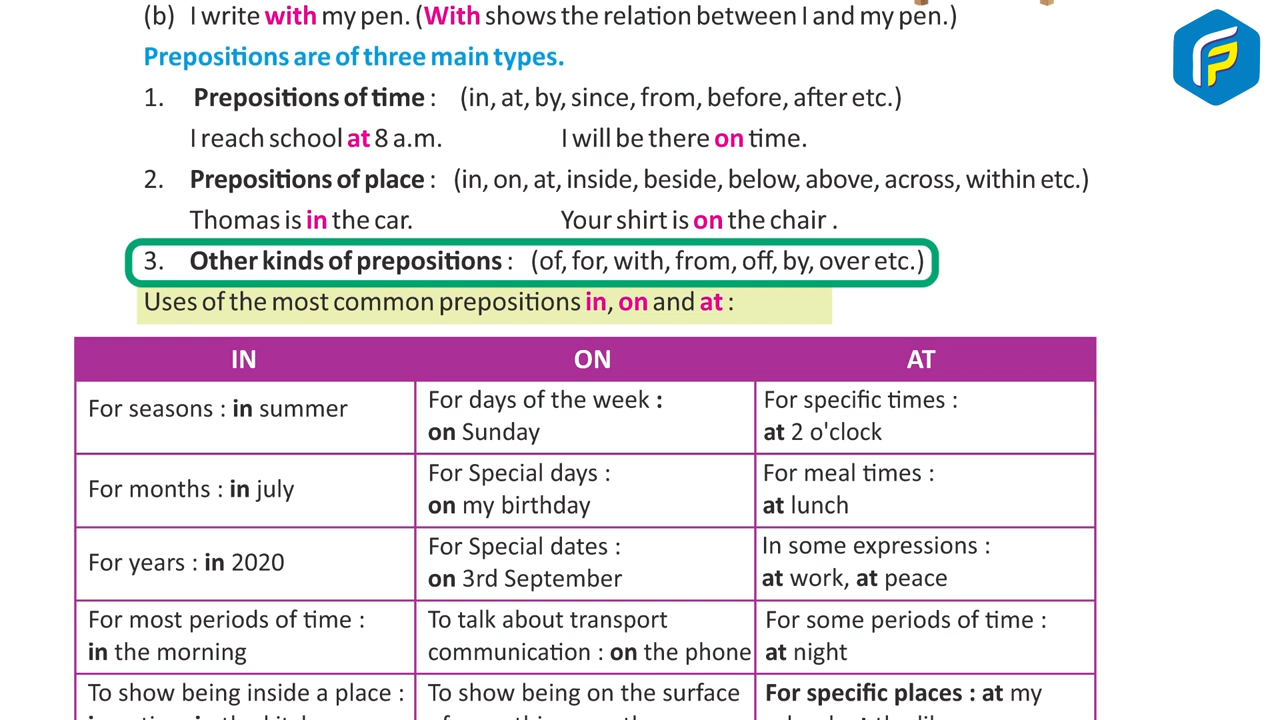 (b) I write with my pen. (With shows the relation between I and my pen.)
Prepositions are of three main types.
1. Prepositions of time : (in, at, by, since, from, before, after etc.)
I reach school at 8 a.m. I will be there on time.
2. Prepositions of place : (in, on, at, inside, beside, below, above, across, within etc.)
Thomas is in the car. Your shirt is on the chair .
3. Other kinds of prepositions : (of, for, with, from, off, by, over etc.)
Uses of the most common prepositions in, on and at :
IN ON AT
For seasons : in summer
For days of the week :
on Sunday
For specific times :
at 2 o'clock
For months : in july
For Special days :
on my birthday
For meal times :
at lunch
For years : in 2020
For Special dates :
on 3rd September
In some expressions :
at work, at peace
For most periods of time :
in the morning
To talk about transport
communication : on the phone
For some periods of time :
at night
To show being inside a place :
To show being on the surface
For specific places : at my